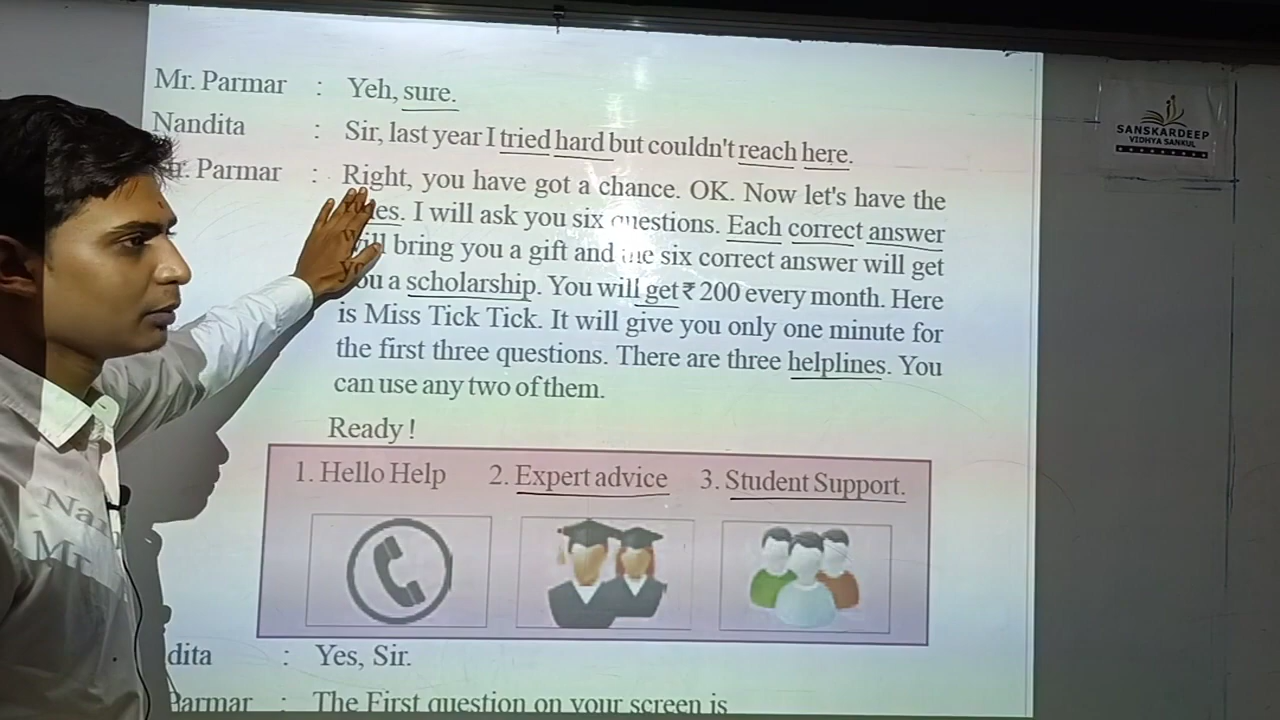 Mr. Parmar : Yeh, sure.
Nandita : Sir, last year I tried hard but couldn't reach here.
Parmar : Right, you have got a chance. OK. Now let's have the
I will ask you six questions. Each correct answer
will bring you a gift and the six correct answer will get
you a scholarship. You will get ₹ 200 every month. Here
is Miss Tick Tick. It will give you only one minute for
the first three questions. There are three helplines. You
can use any two of them.
Ready !
1. Hello Help 2. Expert advice 3. Student Support.
dita : Yes, Sir.
Parmar : The First question on your screen is
SANSKARDEEP
VIDHYA SANKUL